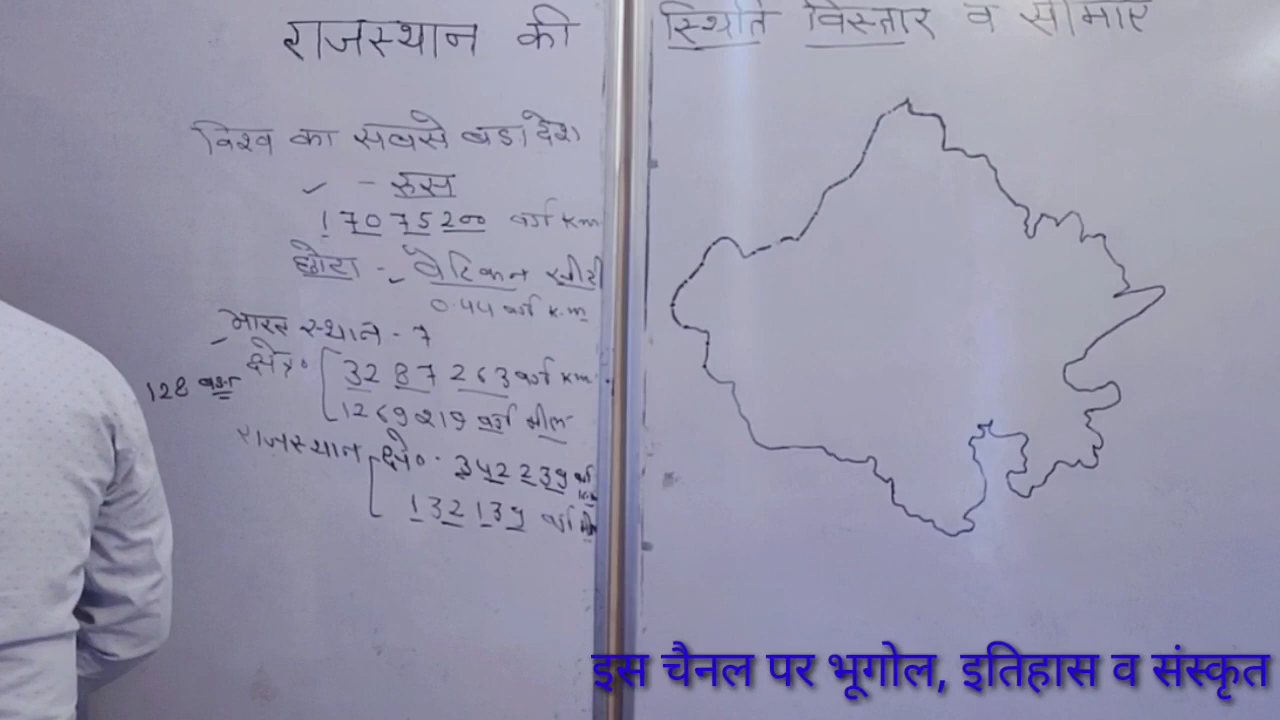 राजस्थान की स्थिति विस्तार व सीमाए
विश्व का सबसे बडा देश
- रुस
17075200 वर्ग km
छोटा - वेटिकन सीटी
0.44 वर्ग k.m
भारत स्थान - 7
क्षेत्र० 3287263 वर्ग km
128 
1269219 वर्ग मील
राजस्थान क्षे० - 342239 वर्ग km
132139 वर्ग
इस चैनल पर भूगोल, इतिहास व संस्कृत